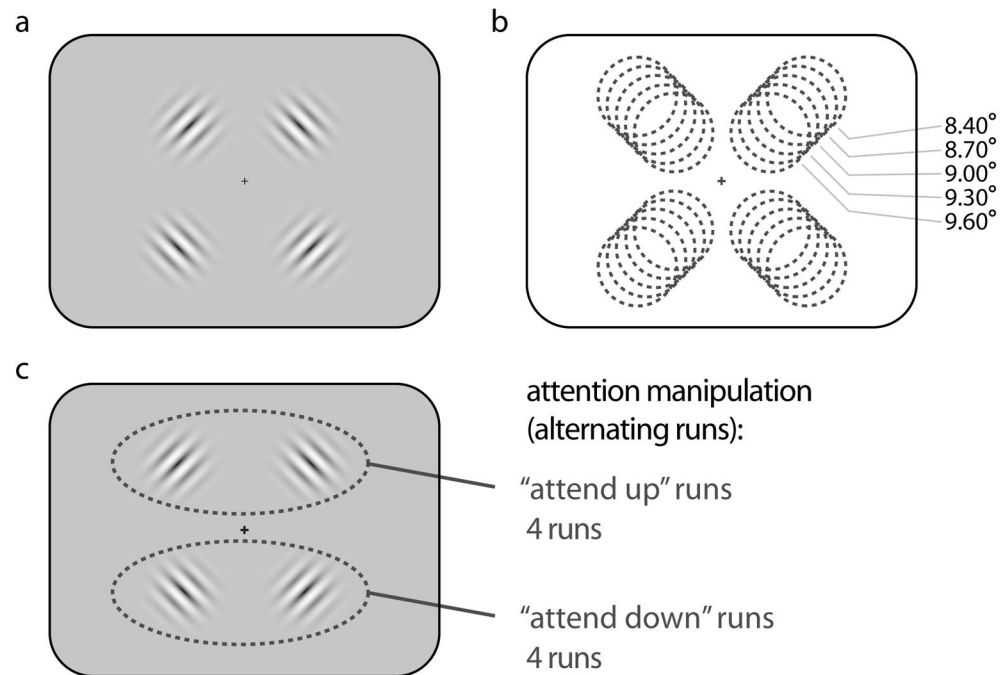 a
b
8.40°
8.70°
9.00°
9.30°
9.60°
c
attention manipulation
(alternating runs):
“attend up” runs
4 runs
“attend down” runs
4 runs